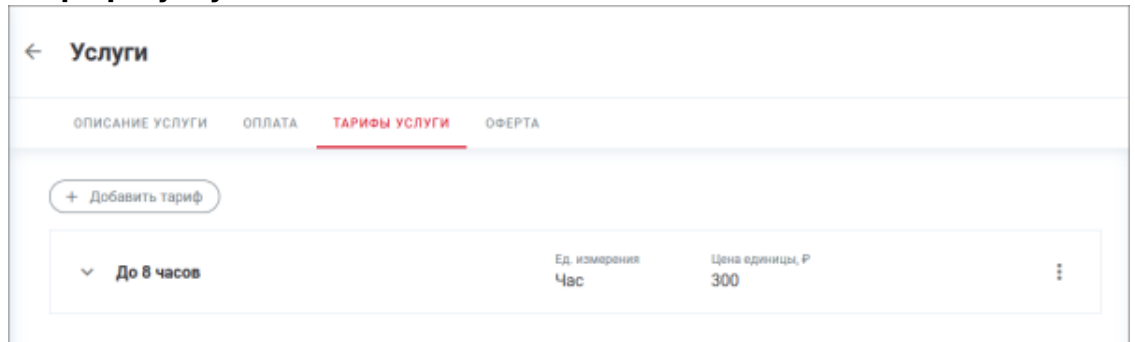 Услуги
ОПИСАНИЕ УСЛУГИ ОПЛАТА ТАРИФЫ УСЛУГИ ОФЕРТА
+ Добавить тариф
Ед. измерения Цена единицы, ₽
До 8 часов Час 300